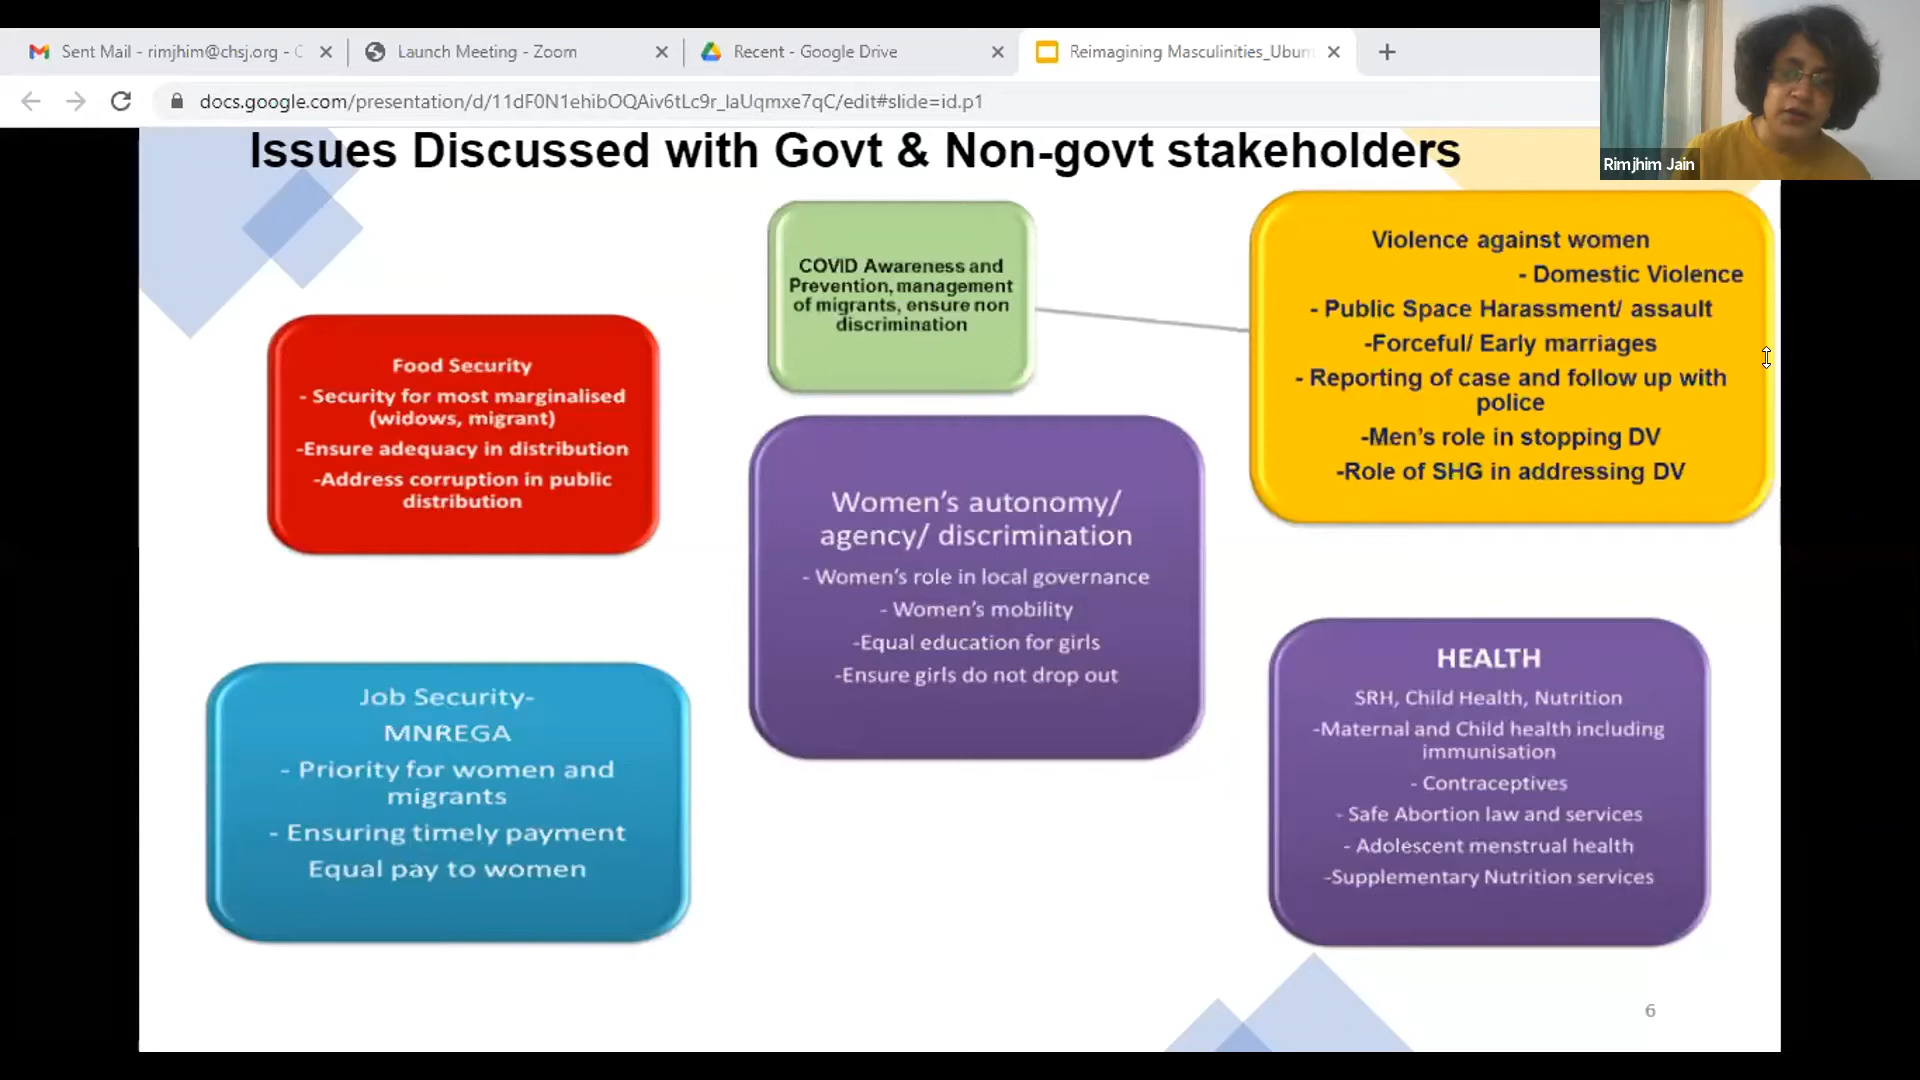 Sent Mail - rimjhim@chsj.org - C
Launch Meeting - Zoom
Recent - Google Drive
Reimagining Masculinities_Ubum
docs.google.com/presentation/d/11dF0N1ehibOQAiv6tLc9r_IaUqmxe7qC/edit#slide=id.p1
Rimjhim Jain
Issues Discussed with Govt & Non-govt stakeholders
COVID Awareness and
Prevention, management
of migrants, ensure non
discrimination
Violence against women
- Domestic Violence
- Public Space Harassment/ assault
-Forceful/ Early marriages
- Reporting of case and follow up with
police
-Men's role in stopping DV
-Role of SHG in addressing DV
Food Security
- Security for most marginalised
(widows, migrant)
-Ensure adequacy in distribution
-Address corruption in public
distribution
Women's autonomy/
agency/ discrimination
- Women's role in local governance
- Women's mobility
-Equal education for girls
-Ensure girls do not drop out
Job Security-
MNREGA
- Priority for women and
migrants
- Ensuring timely payment
Equal pay to women
HEALTH
SRH, Child Health, Nutrition
-Maternal and Child health including
immunisation
- Contraceptives
- Safe Abortion law and services
- Adolescent menstrual health
-Supplementary Nutrition services
6